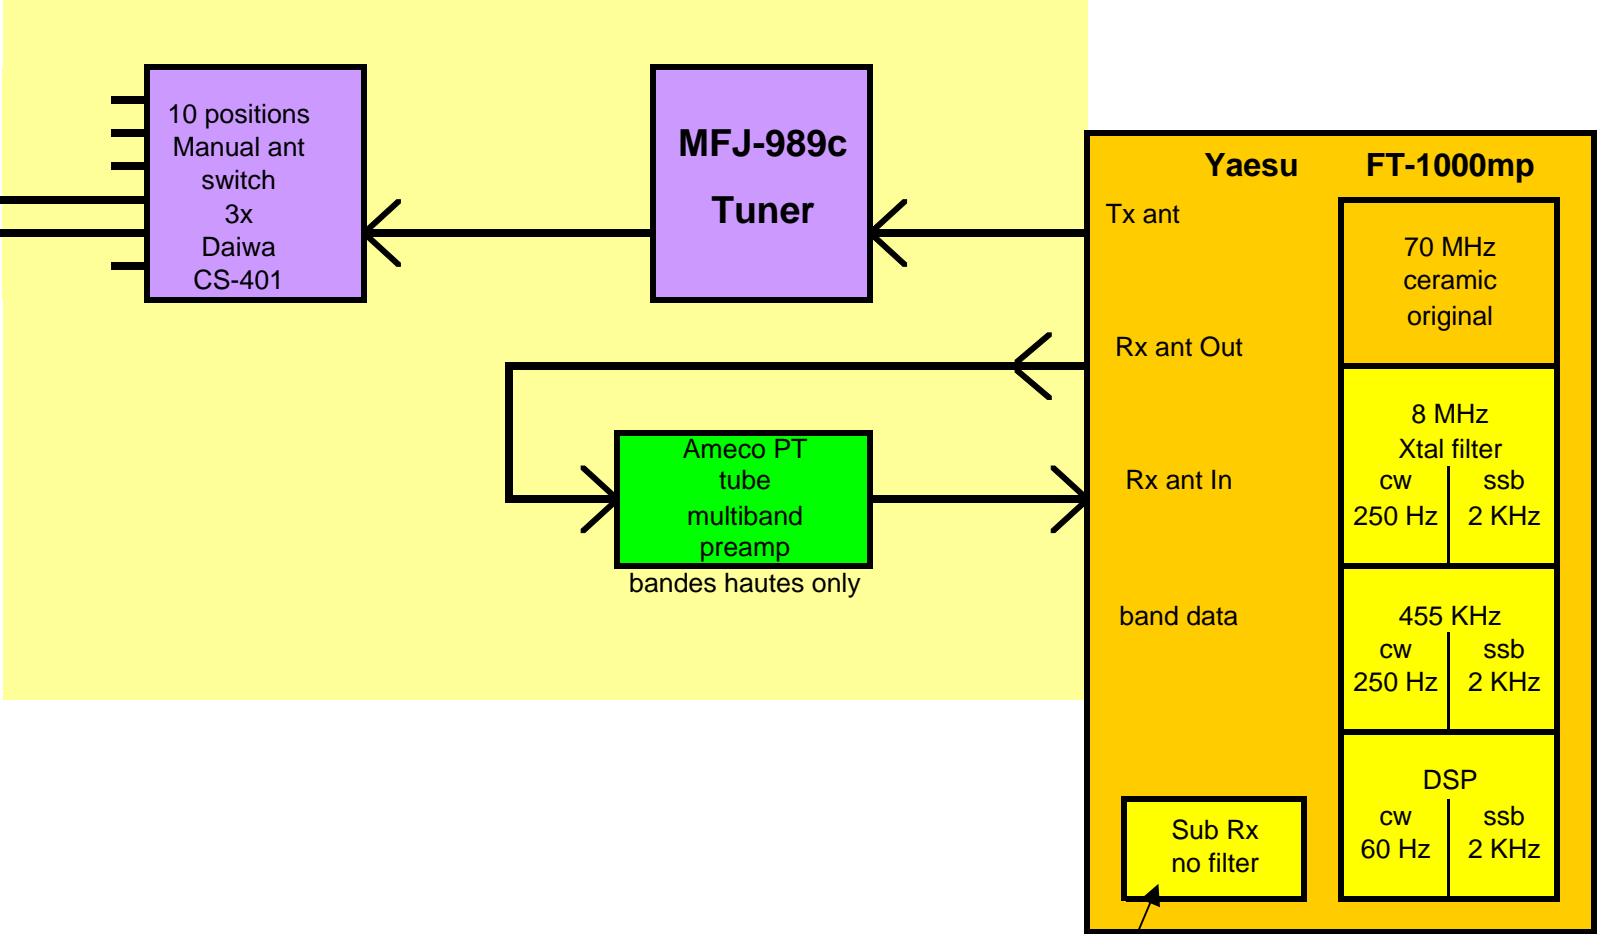 10 positions
Manual ant
switch
3x
Daiwa
CS-401
MFJ-989c
Tuner
Yaesu FT-1000mp
Tx ant
Rx ant Out
Rx ant In
band data
Ameco PT
tube
multiband
preamp
bandes hautes only
70 MHz
ceramic
original
8 MHz
Xtal filter
cw ssb
250 Hz 2 KHz
455 KHz
cw ssb
250 Hz 2 KHz
DSP
cw ssb
60 Hz 2 KHz
Sub Rx
no filter